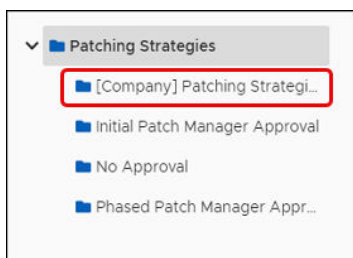 Patching Strategies
[Company] Patching Strategi...
Initial Patch Manager Approval
No Approval
Phased Patch Manager Appr...